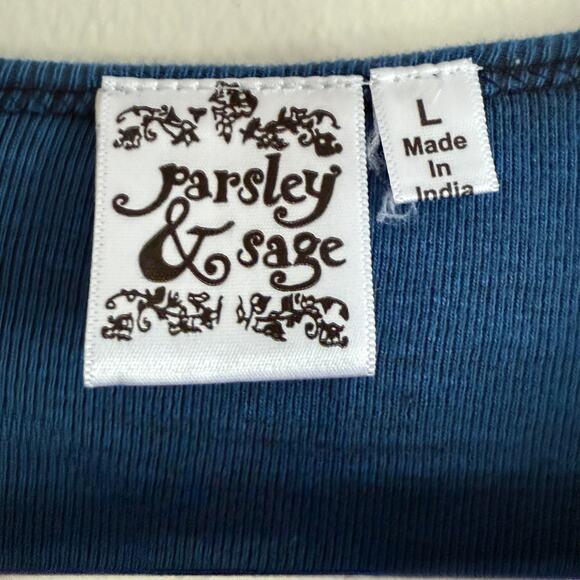 parsley
& sage
L
Made
In
India